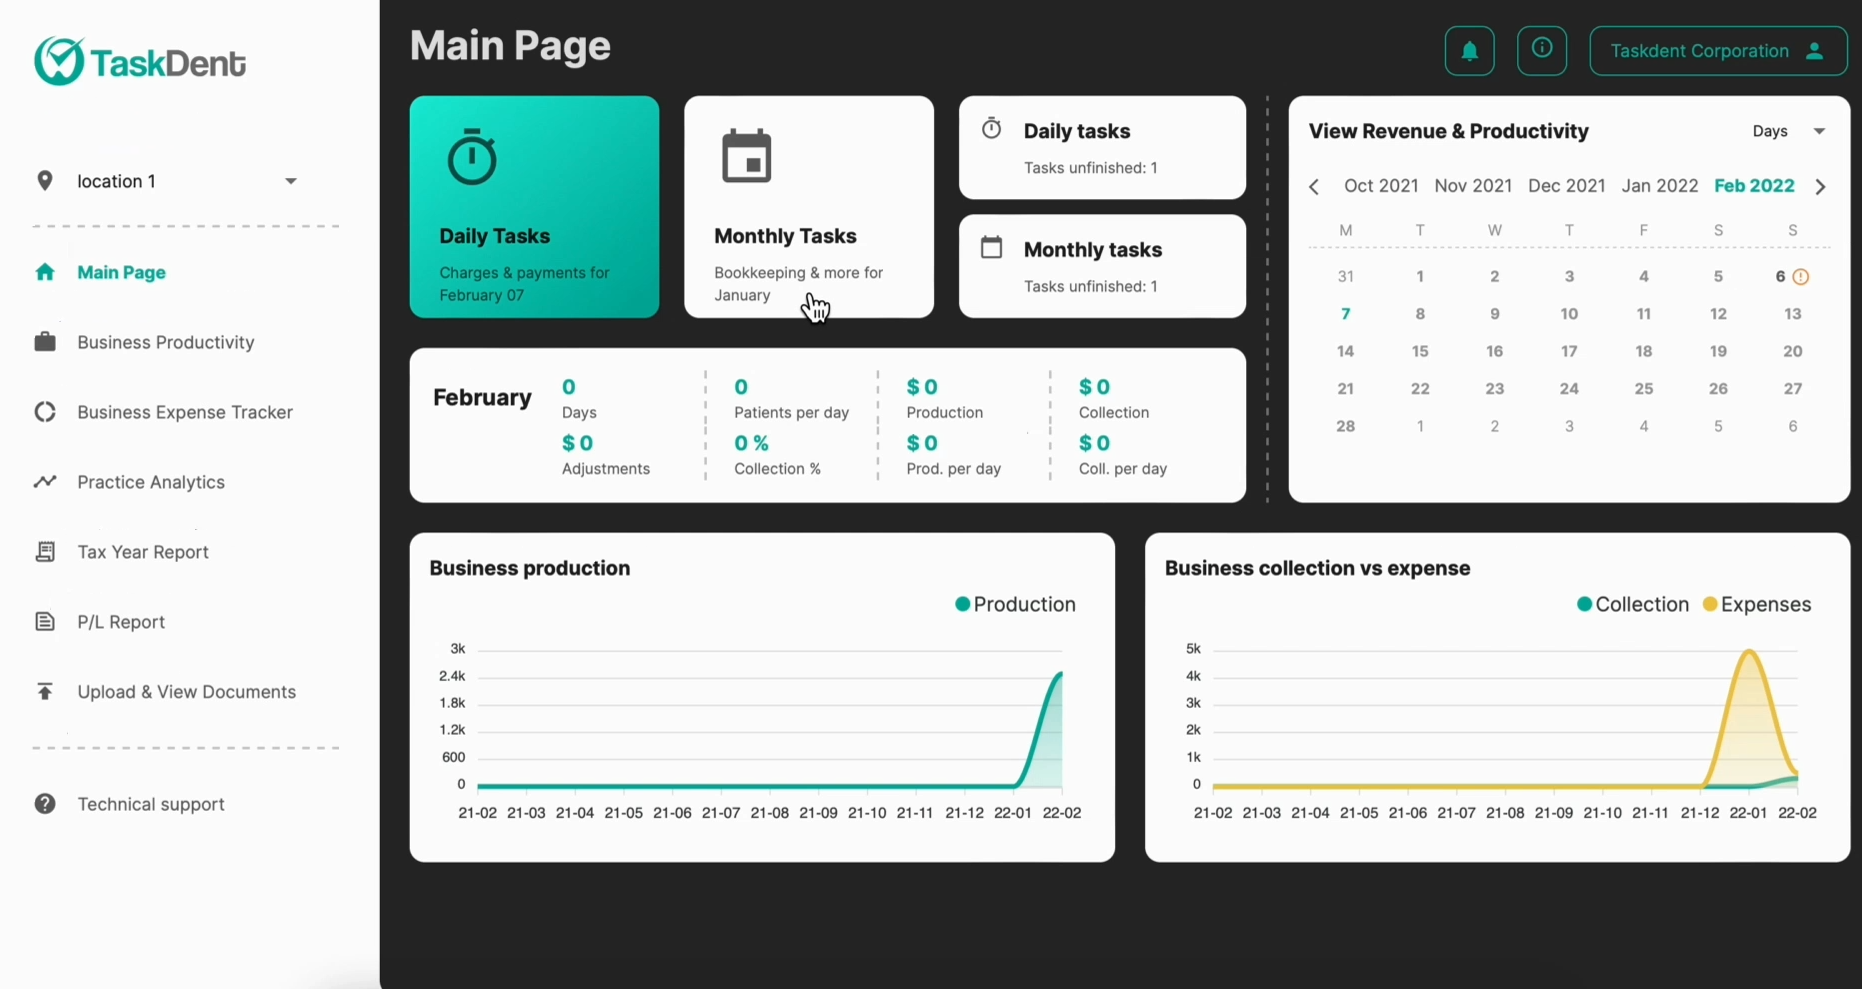 TaskDent
location 1
Main Page
Business Productivity
Business Expense Tracker
Practice Analytics
Tax Year Report
P/L Report
Upload & View Documents
Technical support
Main Page
Taskdent Corporation
Daily Tasks
Charges & payments for
February 07
Monthly Tasks
Bookkeeping & more for
January
Daily tasks
Tasks unfinished: 1
Monthly tasks
Tasks unfinished: 1
View Revenue & Productivity
Days
Oct 2021 Nov 2021 Dec 2021 Jan 2022 Feb 2022
M T W T F S S
31 1 2 3 4 5 6
7 8 9 10 11 12 13
14 15 16 17 18 19 20
21 22 23 24 25 26 27
28 1 2 3 4 5 6
February
0
Days
$ 0
Adjustments
0
Patients per day
0 %
Collection %
$ 0
Production
$ 0
Prod. per day
$ 0
Collection
$ 0
Coll. per day
Business production
Production
3k
2.4k
1.8k
1.2k
600
0
21-02 21-03 21-04 21-05 21-06 21-07 21-08 21-09 21-10 21-11 21-12 22-01 22-02
Business collection vs expense
Collection Expenses
5k
4k
3k
2k
1k
0
21-02 21-03 21-04 21-05 21-06 21-07 21-08 21-09 21-10 21-11 21-12 22-01 22-02